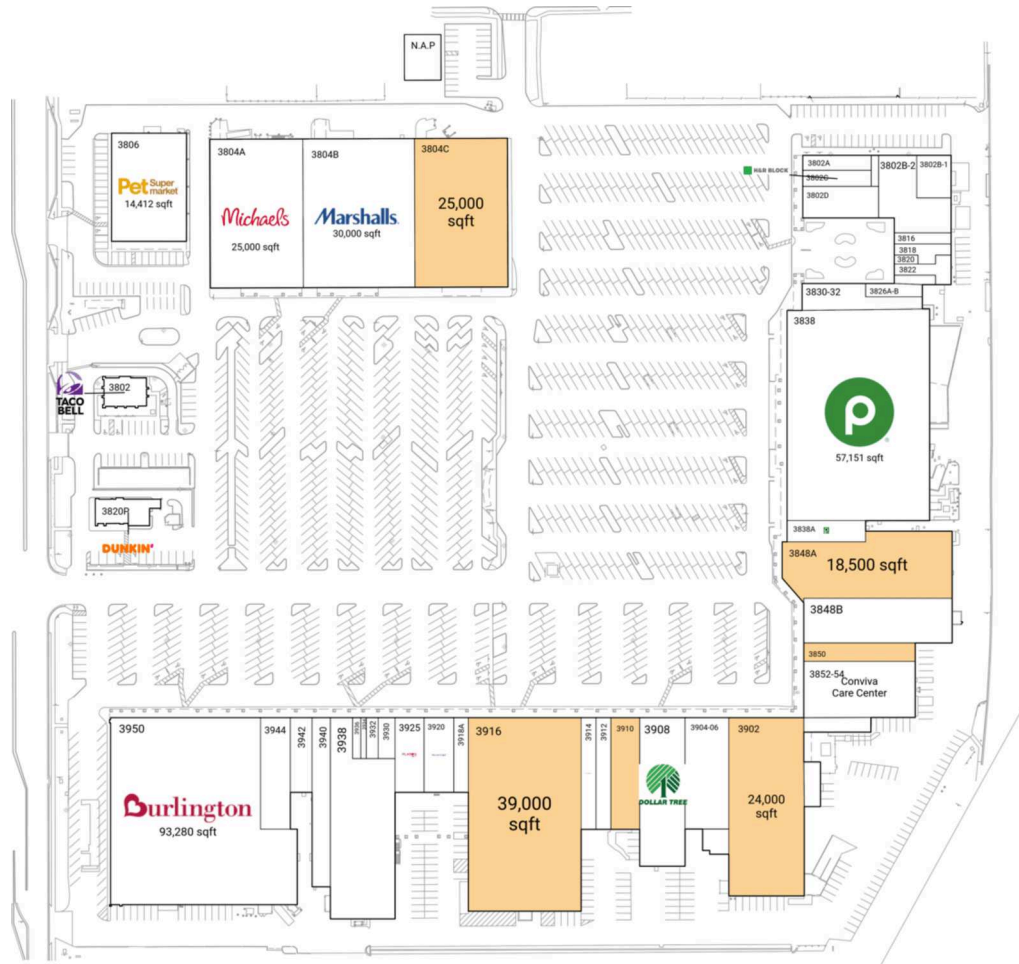 N.A.P
3806
Pet Super
market
14,412 sqft
3804A
Michaels
25,000 sqft
3804B
Marshalls
30,000 sqft
3804C
25,000
sqft
H&R BLOCK
3802A
3802C
3802D
3802B-2
3802B-1
3816
3818
3820
3822
3830-32
3826A-B
3838
p
57,151 sqft
3802
TACO
BELL
3820P
DUNKIN'
3838A
3848A
18,500 sqft
3848B
3850
3852-54
Conviva
Care Center
3950
Burlington
93,280 sqft
3944
3942
3940
3938
3936
3932
3930
3925
3920
3918A
3916
39,000
sqft
3914
3912
3910
3908
DOLLAR TREE
3904-06
3902
24,000
sqft